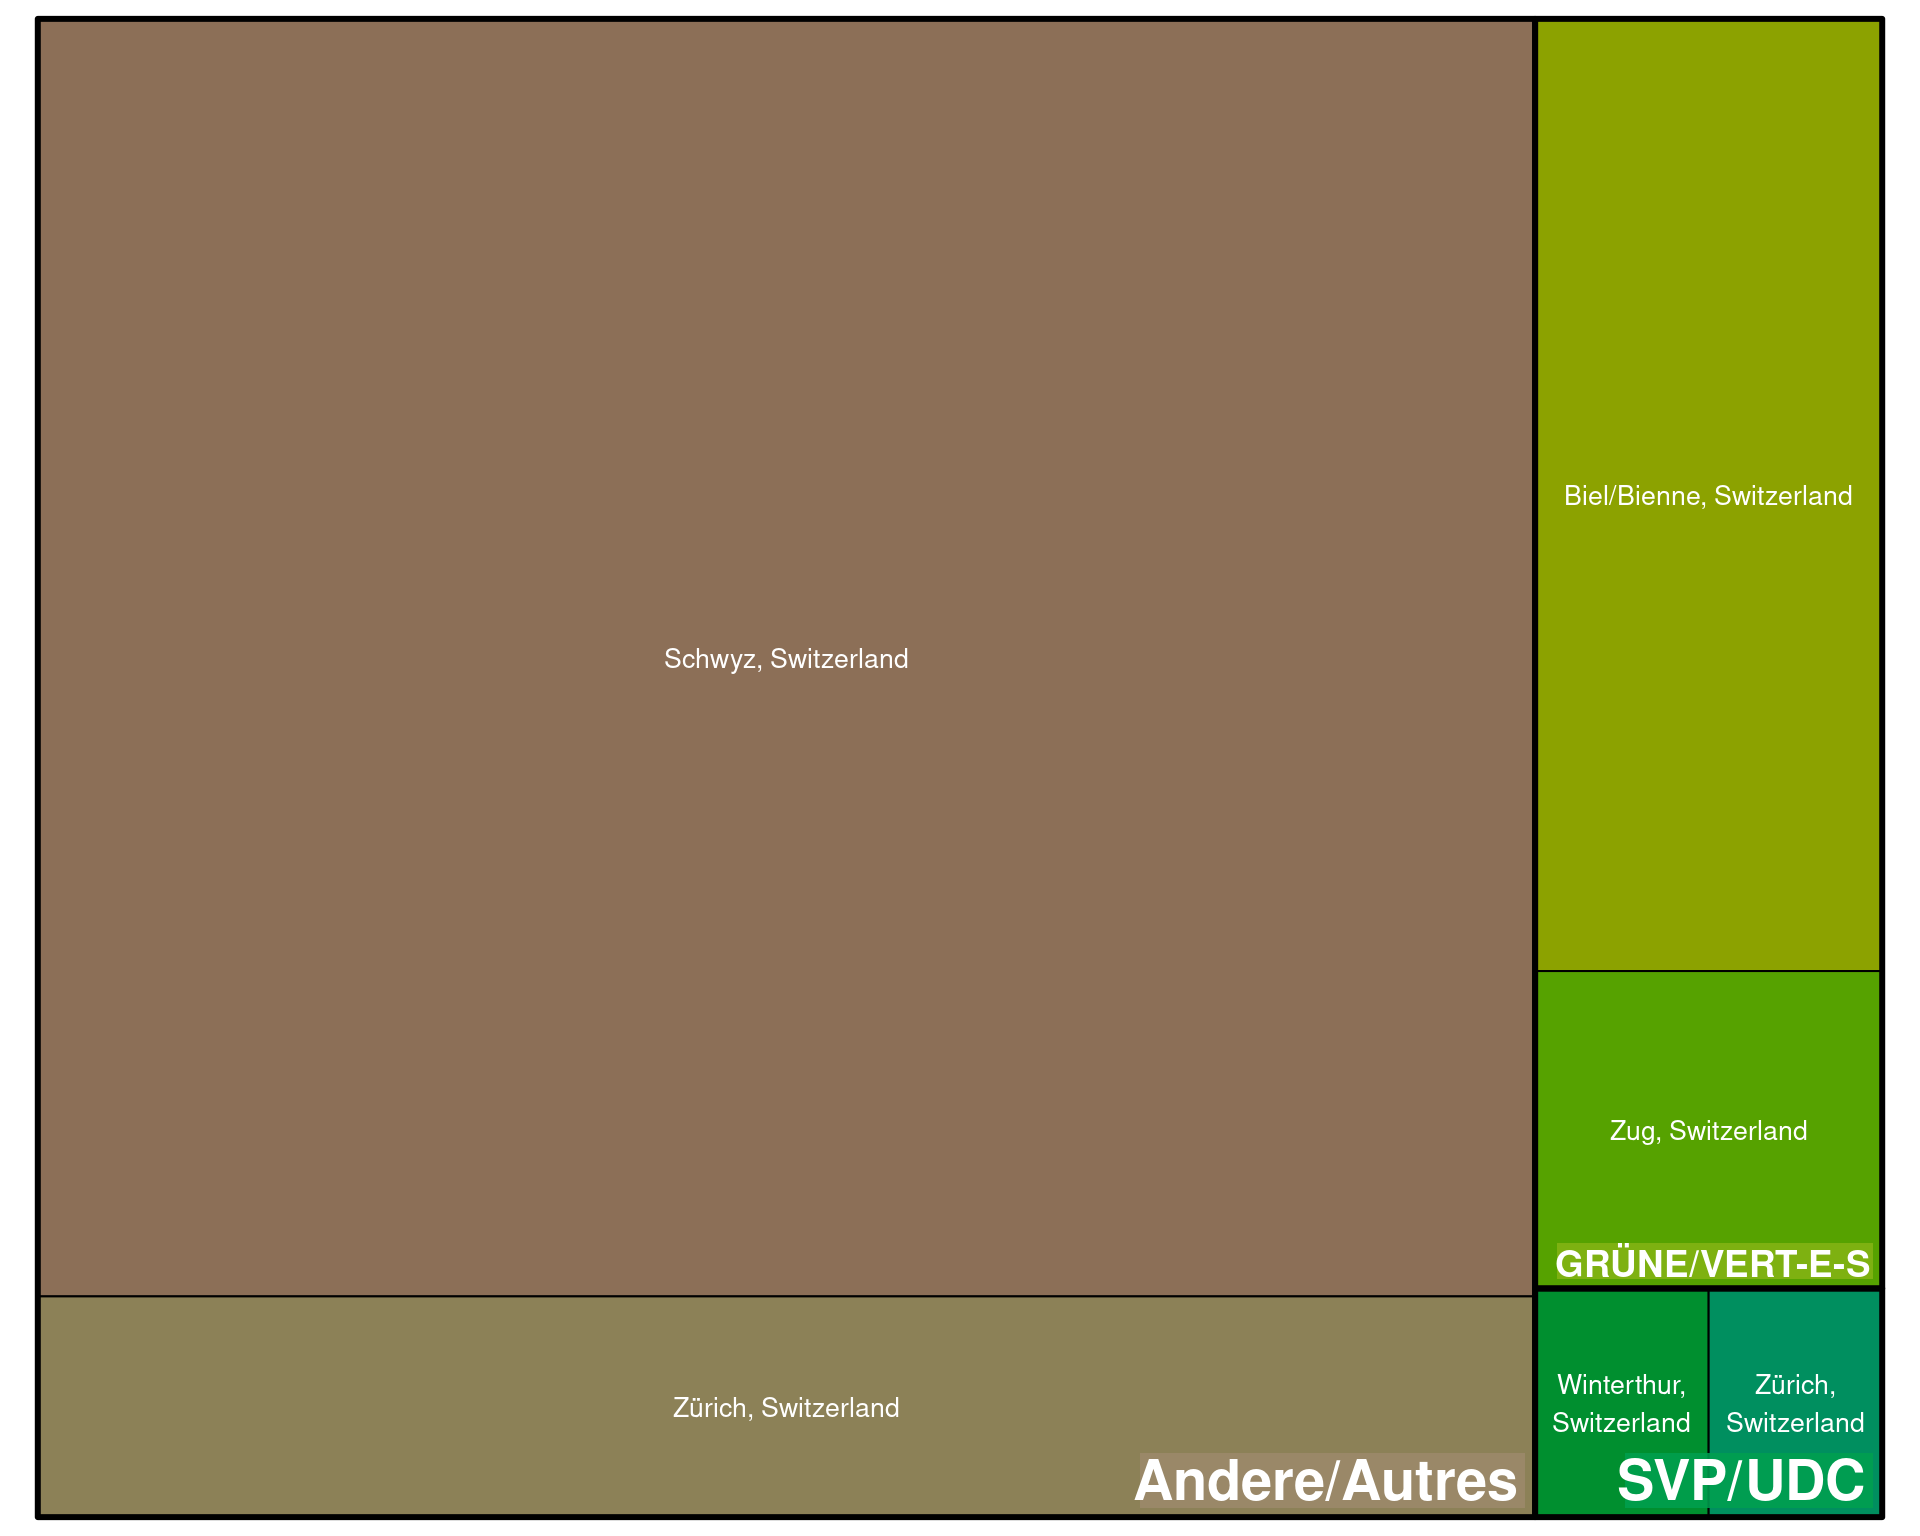 Schwyz, Switzerland
Zürich, Switzerland
Andere/Autres
Biel/Bienne, Switzerland
Zug, Switzerland
GRÜNE/VERT-E-S
Winterthur,
Switzerland
Zürich,
Switzerland
SVP/UDC